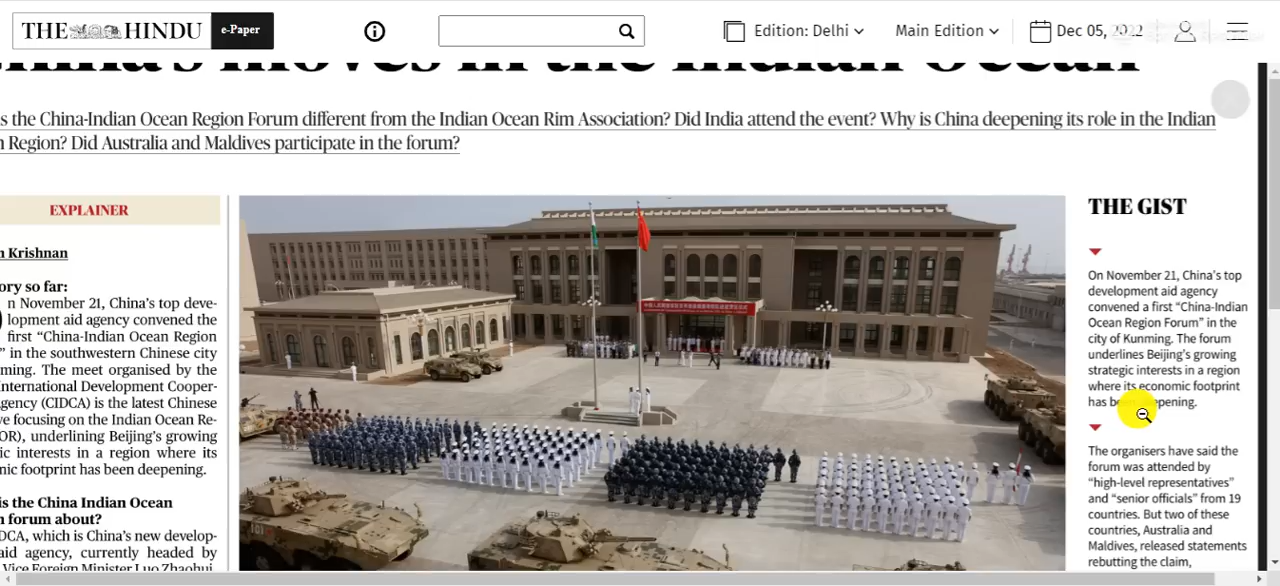 THE HINDU
e-Paper
Edition: Delhi
Main Edition
Dec 05, 2022
China's moves in the Indian Ocean
s the China-Indian Ocean Region Forum different from the Indian Ocean Rim Association? Did India attend the event? Why is China deepening its role in the Indian
n Region? Did Australia and Maldives participate in the forum?
EXPLAINER
n Krishnan
ory so far:
n November 21, China's top deve-
lopment aid agency convened the
first "China-Indian Ocean Region
" in the southwestern Chinese city
ming. The meet organised by the
International Development Cooper-
gency (CIDCA) is the latest Chinese
ve focusing on the Indian Ocean Re-
OR), underlining Beijing's growing
ic interests in a region where its
nic footprint has been deepening.
is the China Indian Ocean
n forum about?
DCA, which is China's new develop-
aid agency, currently headed by
Vice Foreign Minister Luo Zhaohui,
THE GIST
On November 21, China's top
development aid agency
convened a first "China-Indian
Ocean Region Forum" in the
city of Kunming. The forum
underlines Beijing's growing
strategic interests in a region
where its economic footprint
has been deepening.
The organisers have said the
forum was attended by
"high-level representatives"
and "senior officials" from 19
countries. But two of these
countries, Australia and
Maldives, released statements
rebutting the claim,